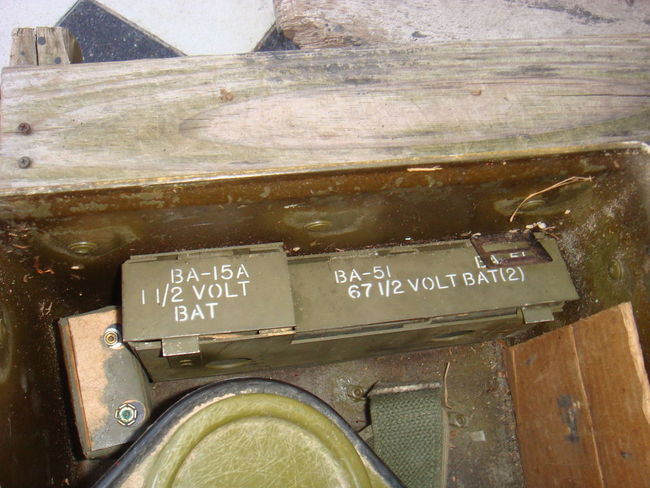 BA-15A
1 1/2 VOLT
BAT
BA-51
67 1/2 VOLT BAT(2)